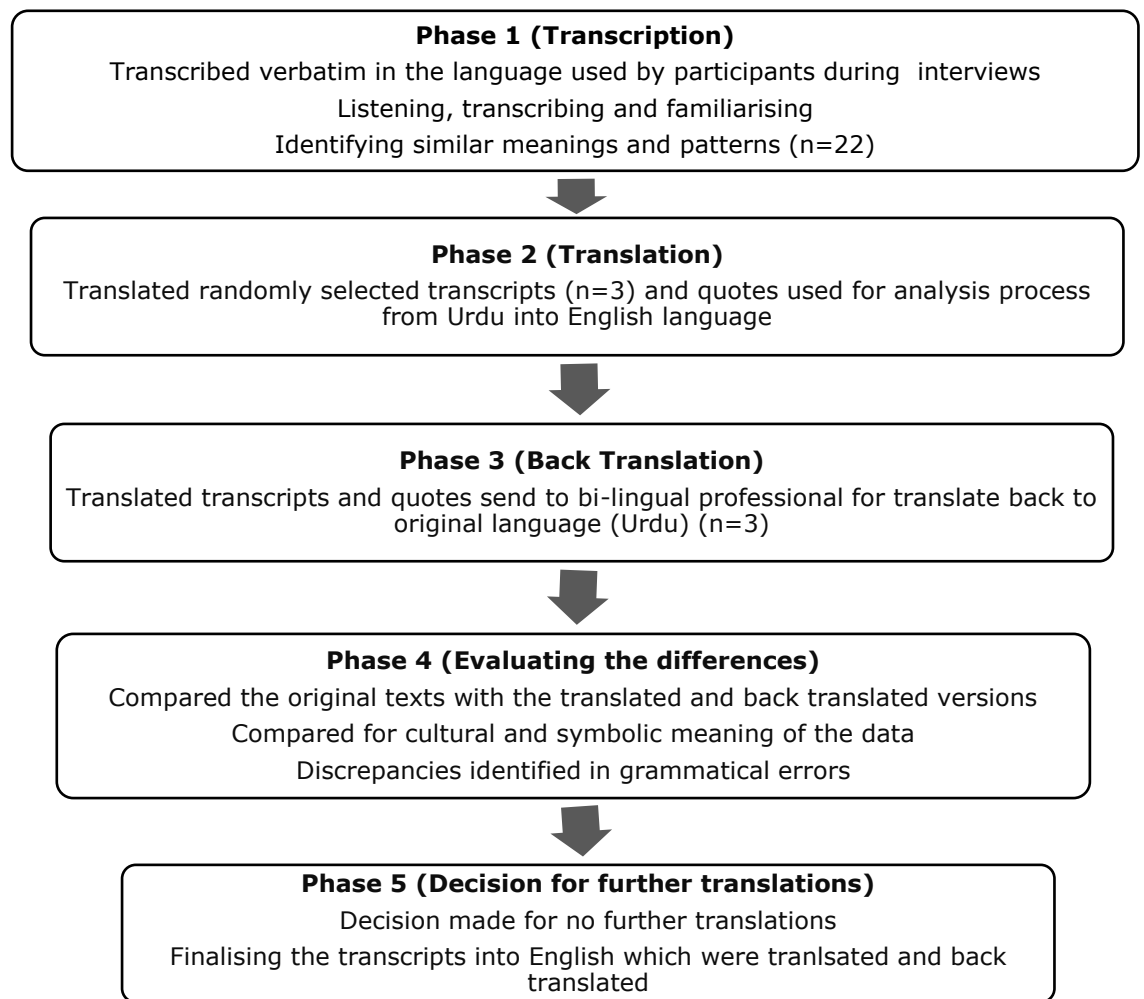 Phase 1 (Transcription)
Transcribed verbatim in the language used by participants during interviews
Listening, transcribing and familiarising
Identifying similar meanings and patterns (n=22)
Phase 2 (Translation)
Translated randomly selected transcripts (n=3) and quotes used for analysis process
from Urdu into English language
Phase 3 (Back Translation)
Translated transcripts and quotes send to bi-lingual professional for translate back to
original language (Urdu) (n=3)
Phase 4 (Evaluating the differences)
Compared the original texts with the translated and back translated versions
Compared for cultural and symbolic meaning of the data
Discrepancies identified in grammatical errors
Phase 5 (Decision for further translations)
Decision made for no further translations
Finalising the transcripts into English which were tranlsated and back
translated